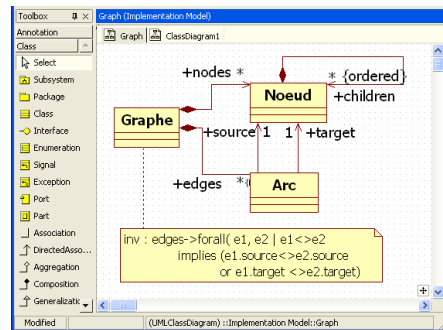 Toolbox
Annotation
Class
Select
Subsystem
Package
Class
Interface
Enumeration
Signal
Exception
Port
Part
Association
DirectedAsso...
Aggregation
Composition
Generalizatic
Graph (Implementation Model)
Graph
ClassDiagram1
+nodes *
Noeud
* {ordered}
+children
Graphe
+source 1
1
+target
+edges
*{
Arc
inv : edges->forall( e1, e2 | e1<>e2
implies (e1.source<>e2.source
or e1.target <>e2.target)
Modified
(UMLClassDiagram) ::Implementation Model::Graph